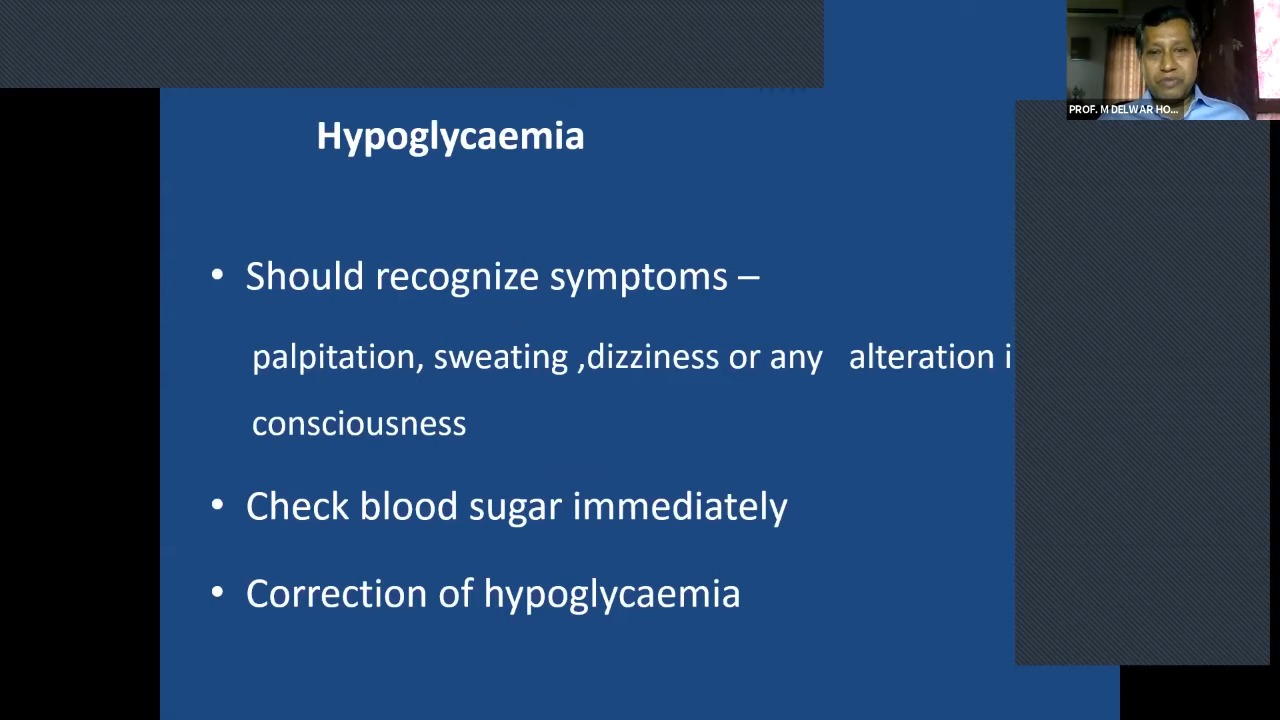 PROF. M DELWAR HO...
Hypoglycaemia
• Should recognize symptoms –
palpitation, sweating ,dizziness or any alteration i
consciousness
• Check blood sugar immediately
• Correction of hypoglycaemia